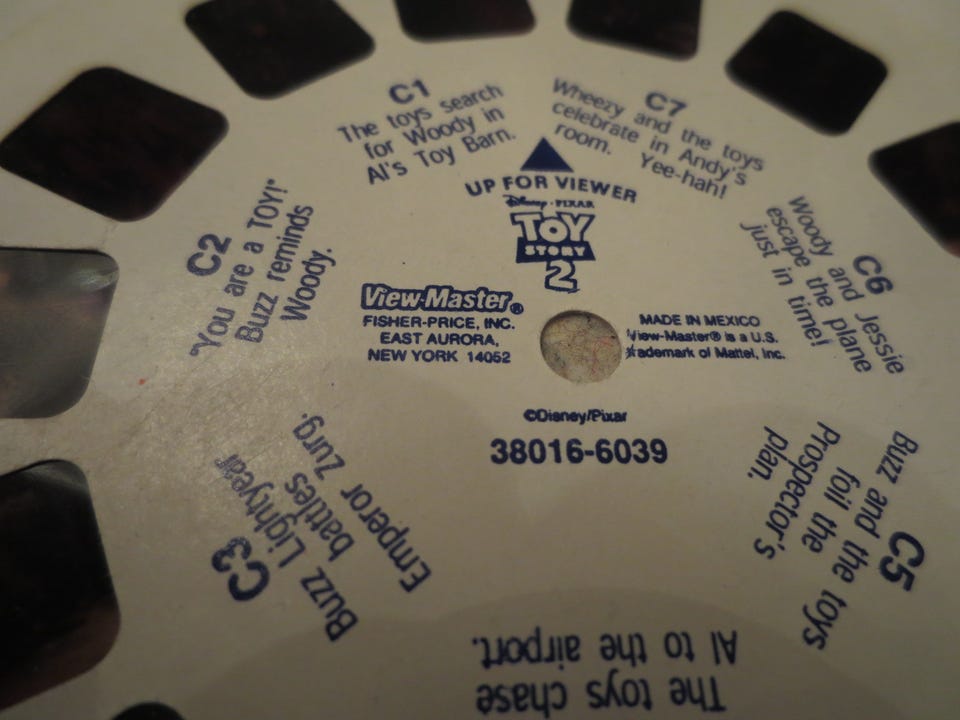 C1
The toys search
for Woody in
Al's Toy Barn.
C7
Wheezy and the toys
celebrate in Andy's
room. Yee-hah!
UP FOR VIEWER
Disney · PIXAR
TOY
STORY
2
C2
"You are a TOY!"
Buzz reminds
Woody.
C6
Woody and Jessie
escape the plane
just in time!
View-Master®
FISHER-PRICE, INC.
EAST AURORA,
NEW YORK 14052
MADE IN MEXICO
View-Master® is a U.S.
trademark of Mattel, Inc.
©Disney/Pixar
38016-6039
C3
Buzz Lightyear
battles
Emperor Zurg.
C5
Buzz and the toys
foil the
Prospector's
plan.
The toys chase
Al to the airport.